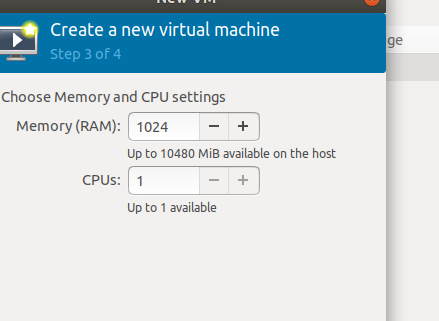 New VM
Create a new virtual machine
Step 3 of 4
ge
Choose Memory and CPU settings
Memory (RAM): 1024 − +
Up to 10480 MiB available on the host
CPUs: 1 − +
Up to 1 available